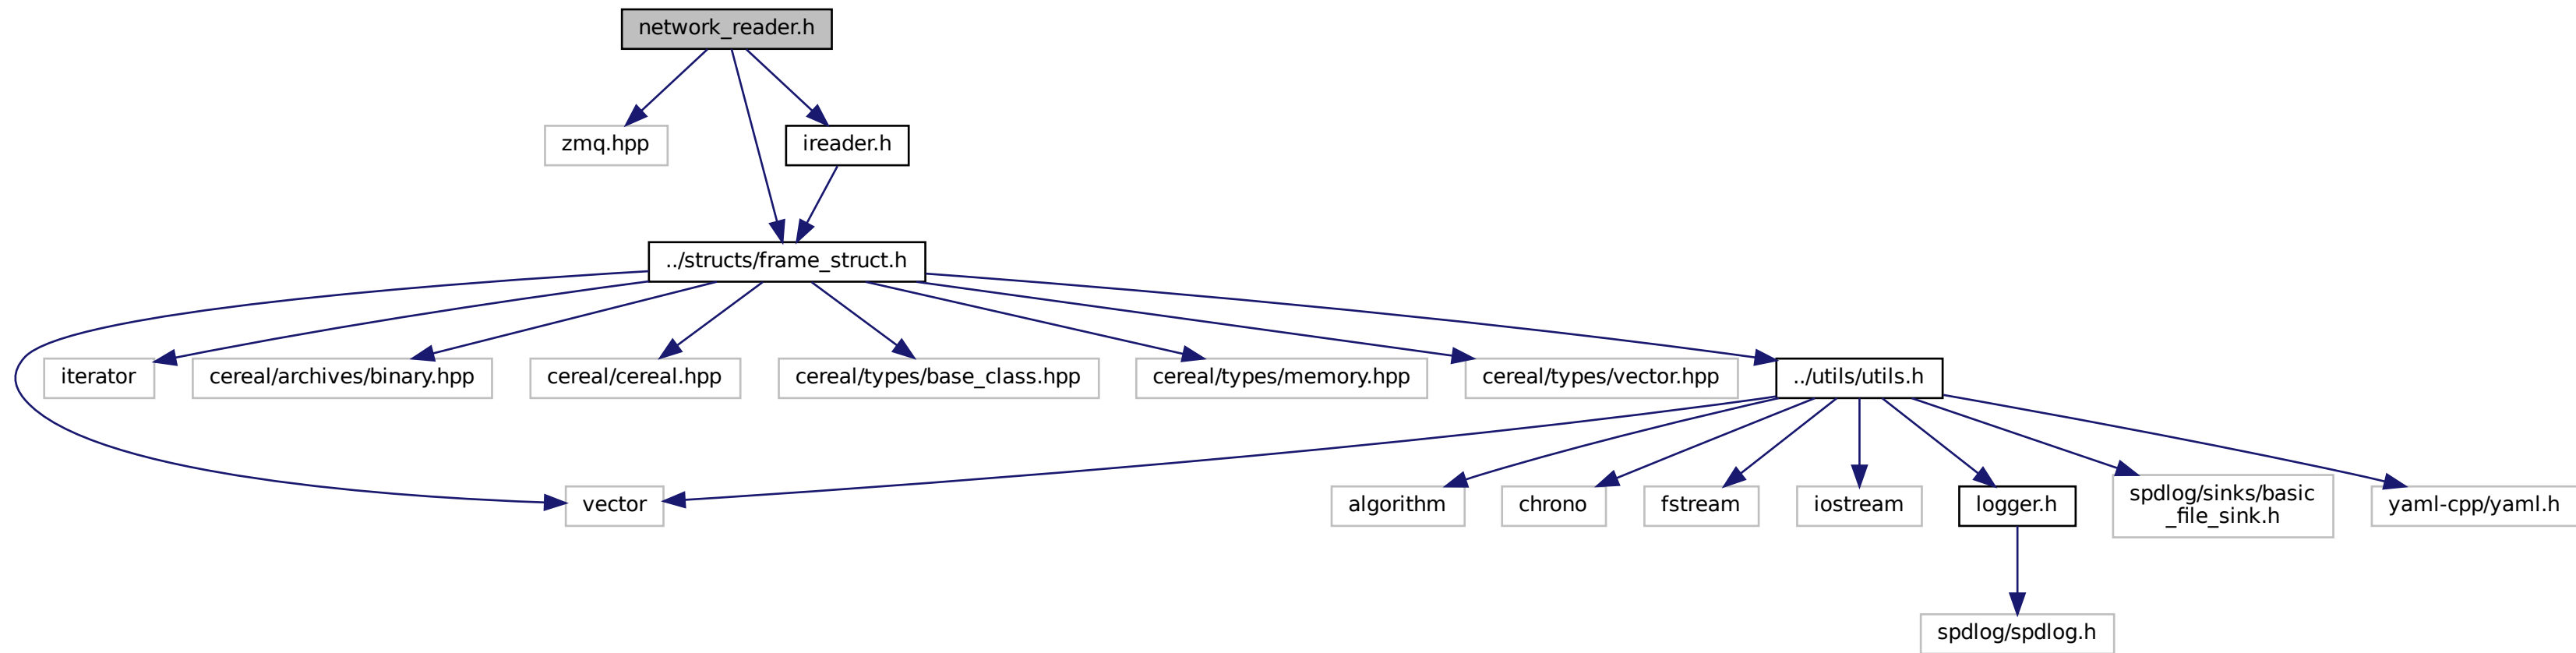 network_reader.h
zmq.hpp
ireader.h
../structs/frame_struct.h
iterator
cereal/archives/binary.hpp
cereal/cereal.hpp
cereal/types/base_class.hpp
cereal/types/memory.hpp
cereal/types/vector.hpp
../utils/utils.h
vector
algorithm
chrono
fstream
iostream
logger.h
spdlog/sinks/basic
_file_sink.h
yaml-cpp/yaml.h
spdlog/spdlog.h